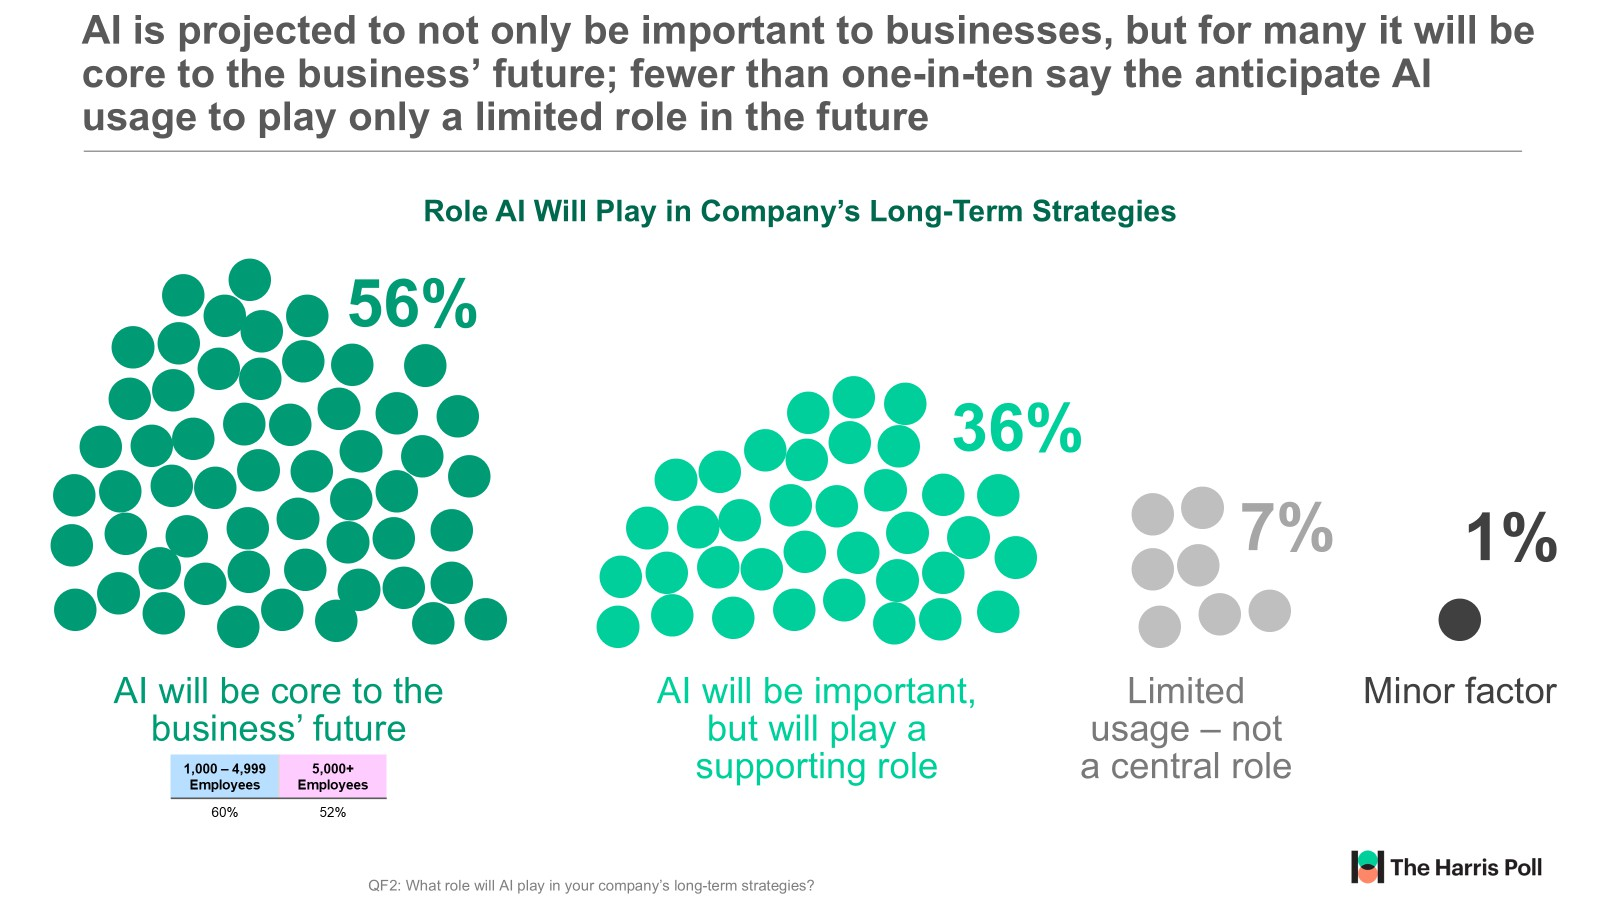 AI is projected to not only be important to businesses, but for many it will be
core to the business’ future; fewer than one-in-ten say the anticipate AI
usage to play only a limited role in the future
Role AI Will Play in Company’s Long-Term Strategies
56%
36%
7%
1%
AI will be core to the
business’ future
1,000 – 4,999
Employees
5,000+
Employees
60%
52%
AI will be important,
but will play a
supporting role
Limited
usage – not
a central role
Minor factor
The Harris Poll
QF2: What role will AI play in your company’s long-term strategies?